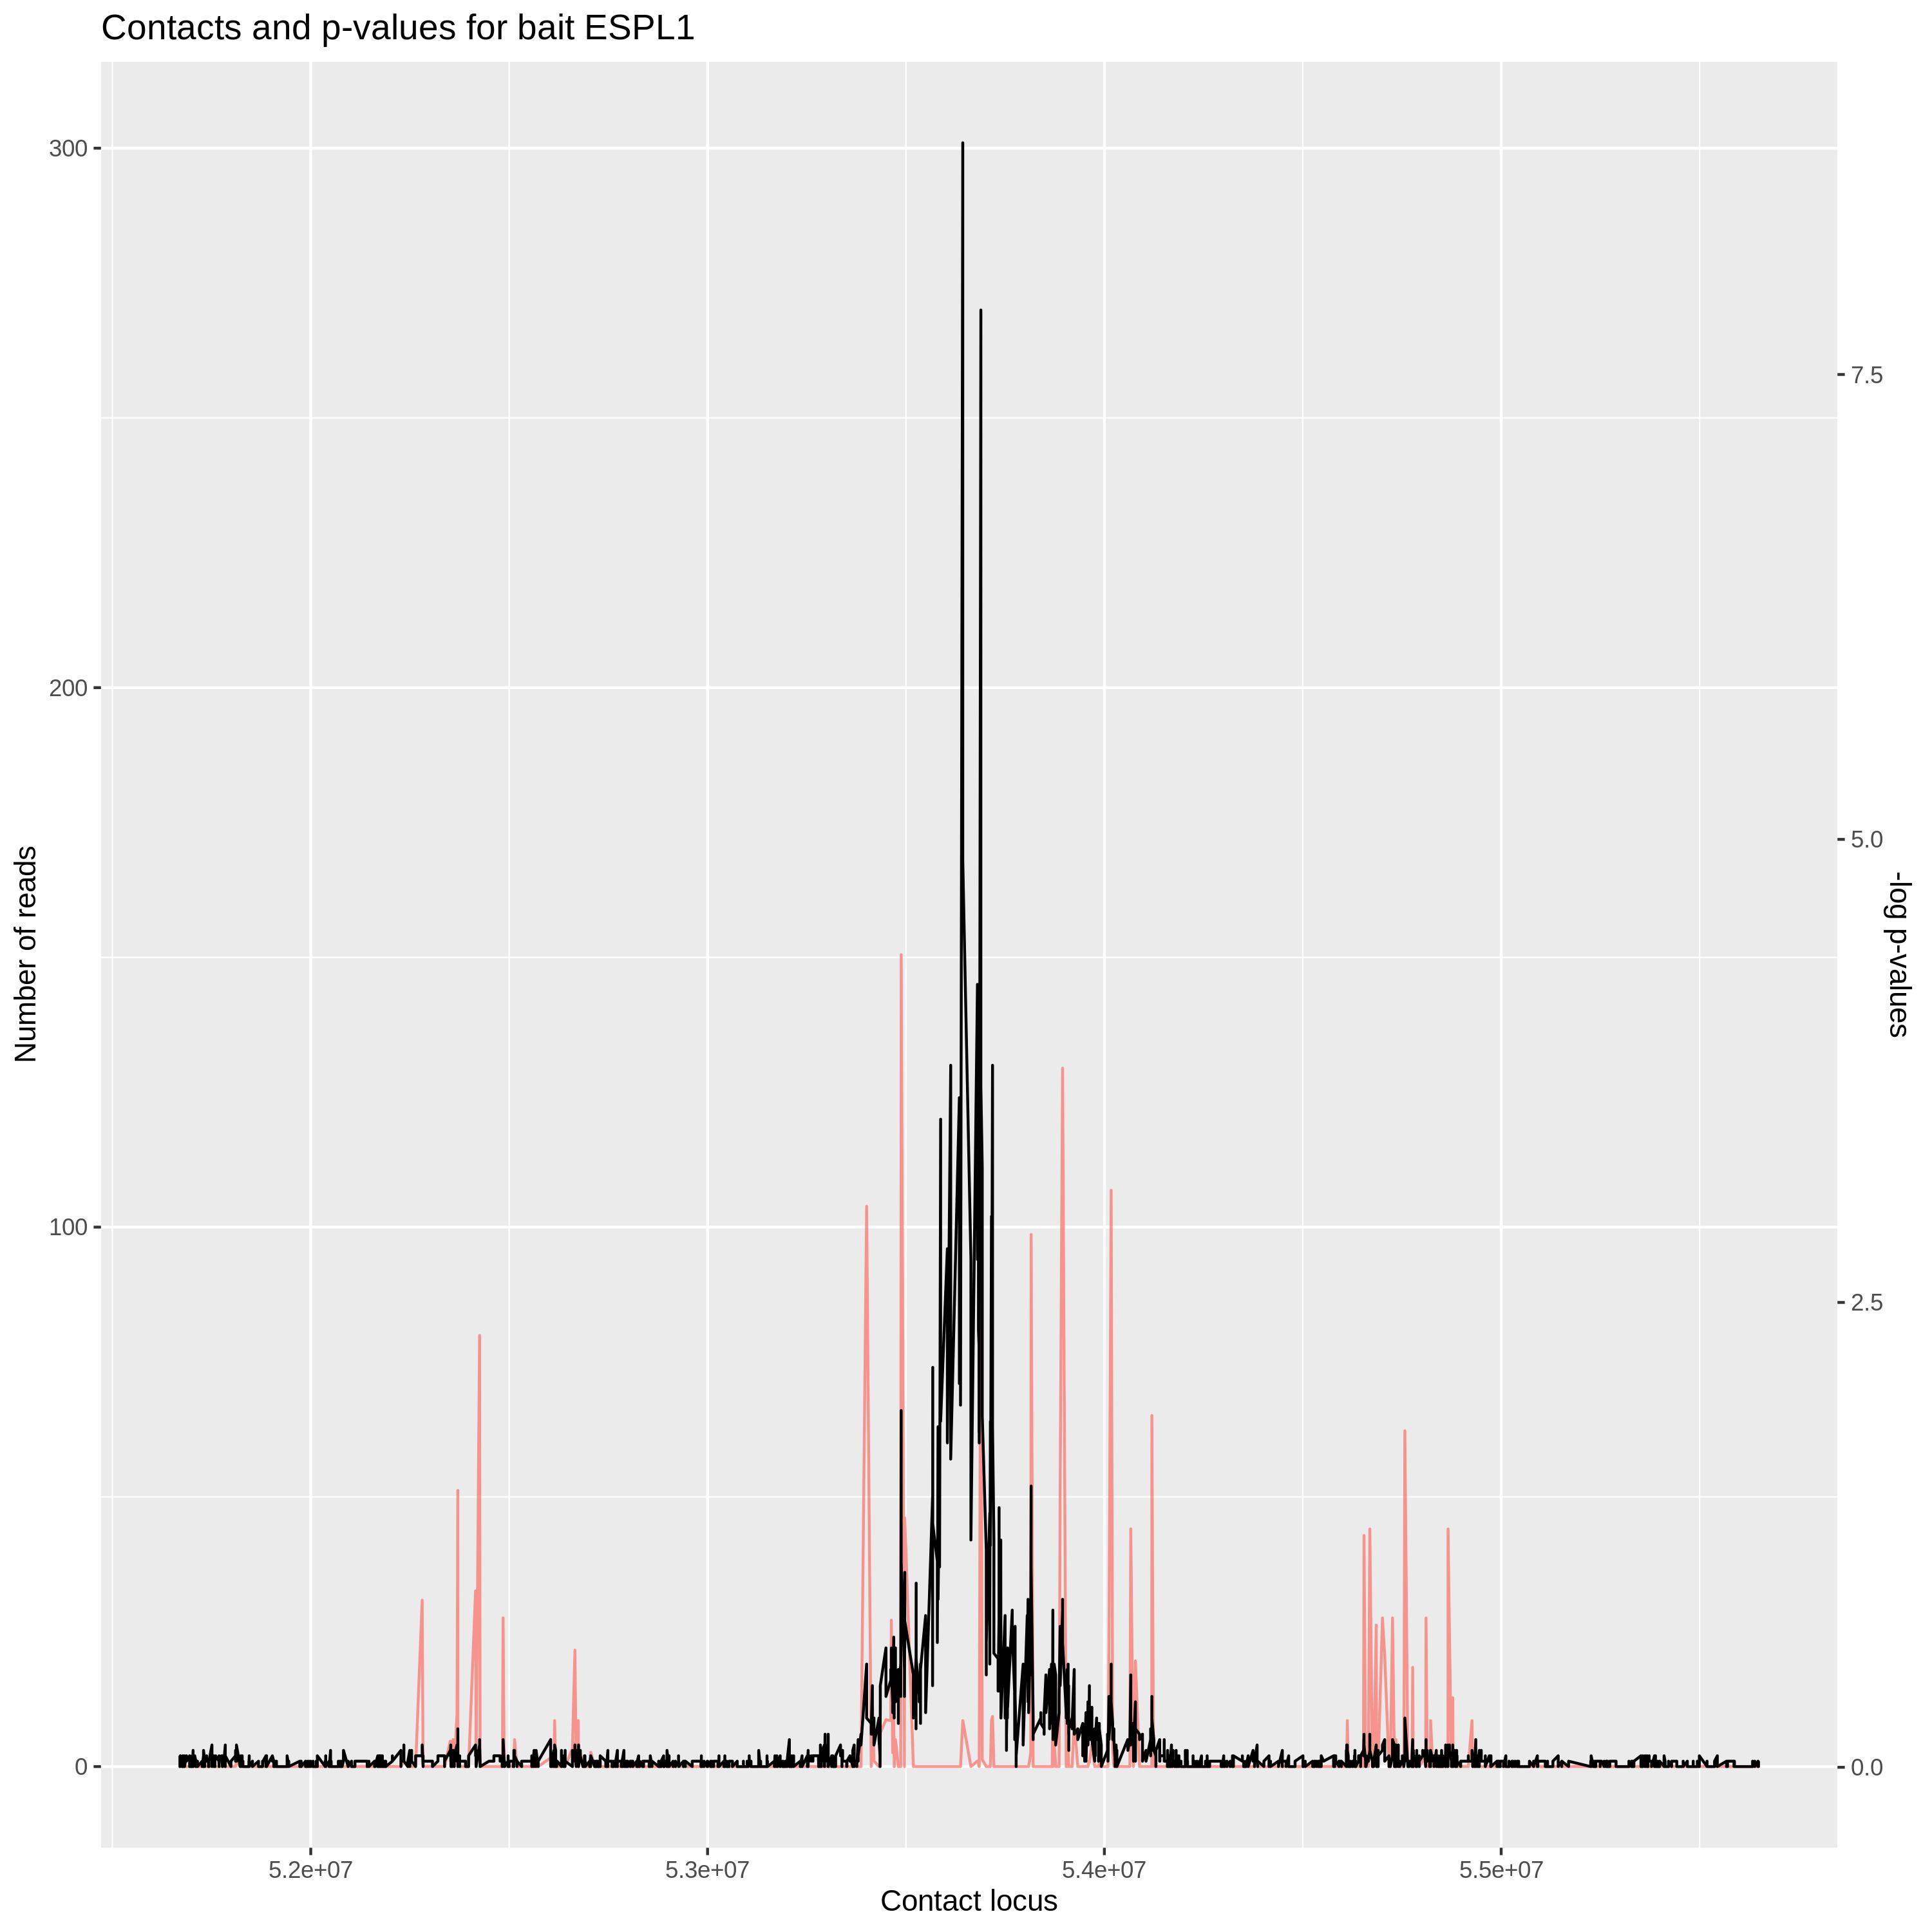 Contacts and p-values for bait ESPL1
300
200
100
0
Number of reads
7.5
5.0
2.5
0.0
-log p-values
5.2e+07
5.3e+07
5.4e+07
5.5e+07
Contact locus